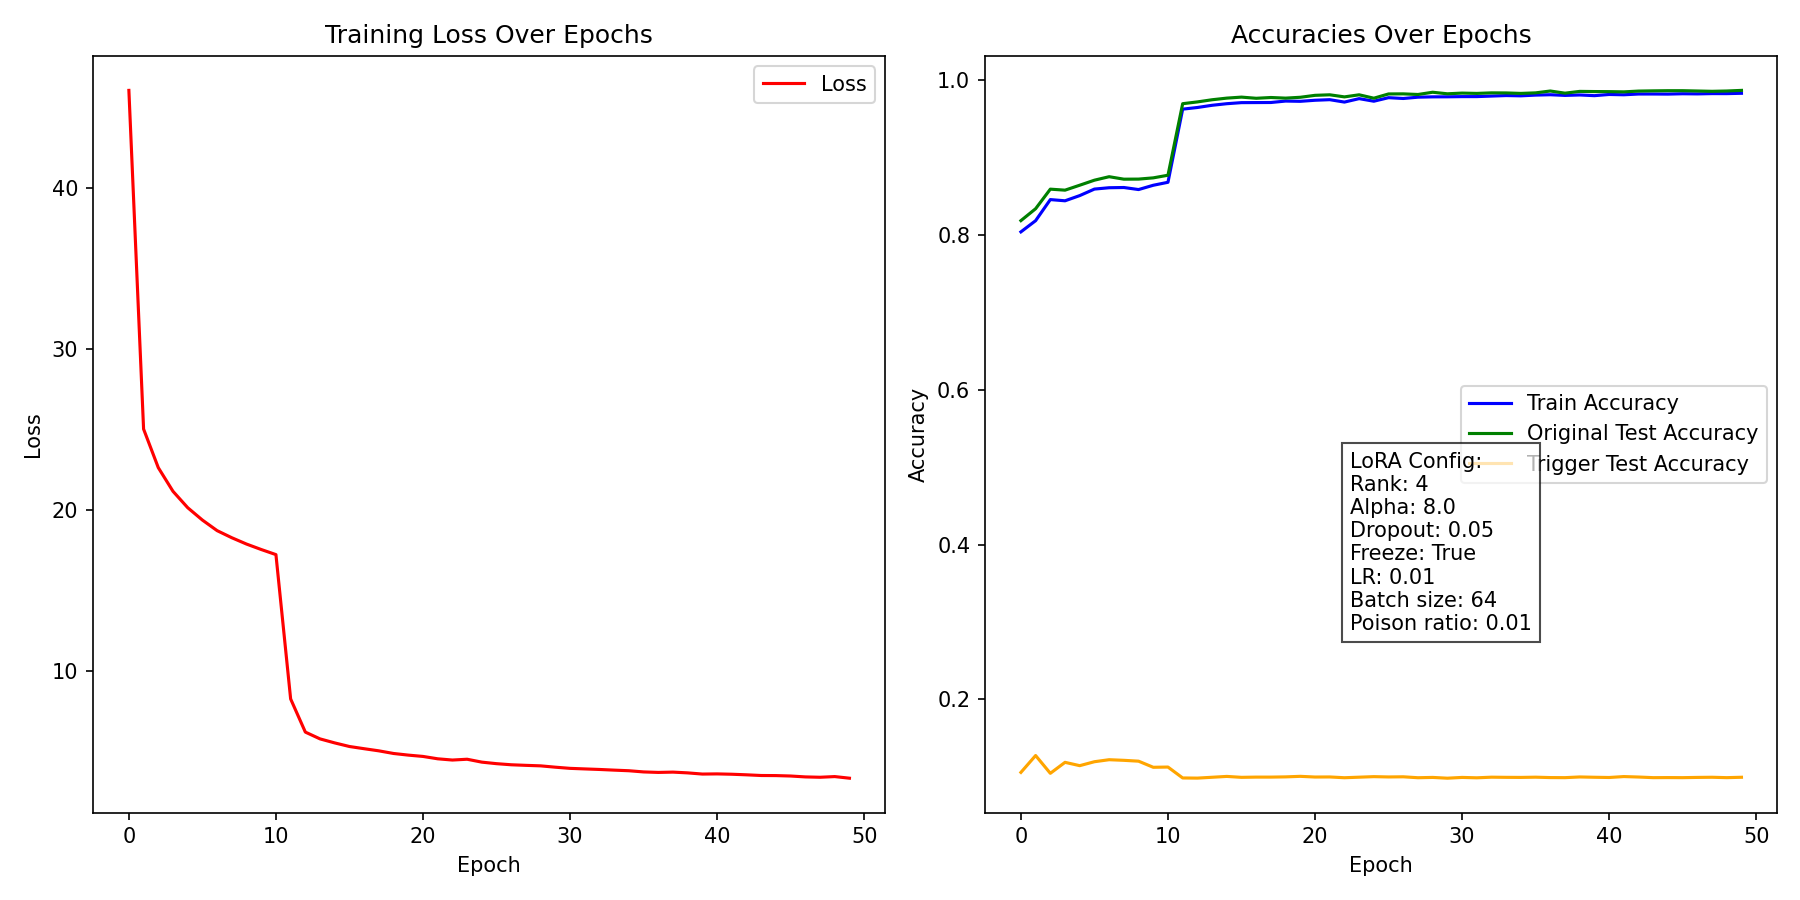 Training Loss Over Epochs
Loss
40
30
20
10
Loss
0
10
20
30
40
50
Epoch
Accuracies Over Epochs
1.0
0.8
0.6
0.4
0.2
Accuracy
Train Accuracy
Original Test Accuracy
Trigger Test Accuracy
LoRA Config:
Rank: 4
Alpha: 8.0
Dropout: 0.05
Freeze: True
LR: 0.01
Batch size: 64
Poison ratio: 0.01
0
10
20
30
40
50
Epoch